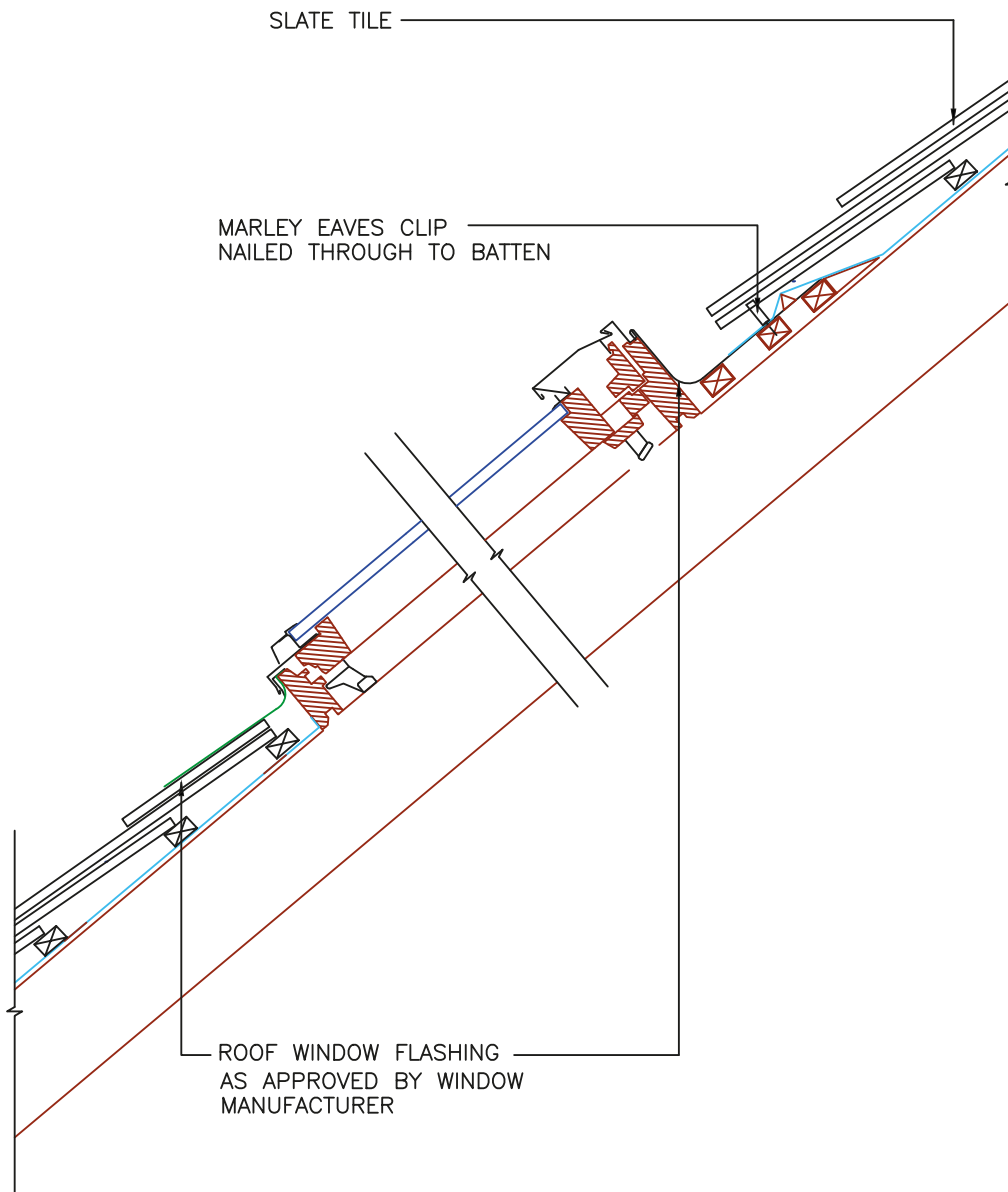 SLATE TILE
MARLEY EAVES CLIP
NAILED THROUGH TO BATTEN
ROOF WINDOW FLASHING
AS APPROVED BY WINDOW
MANUFACTURER